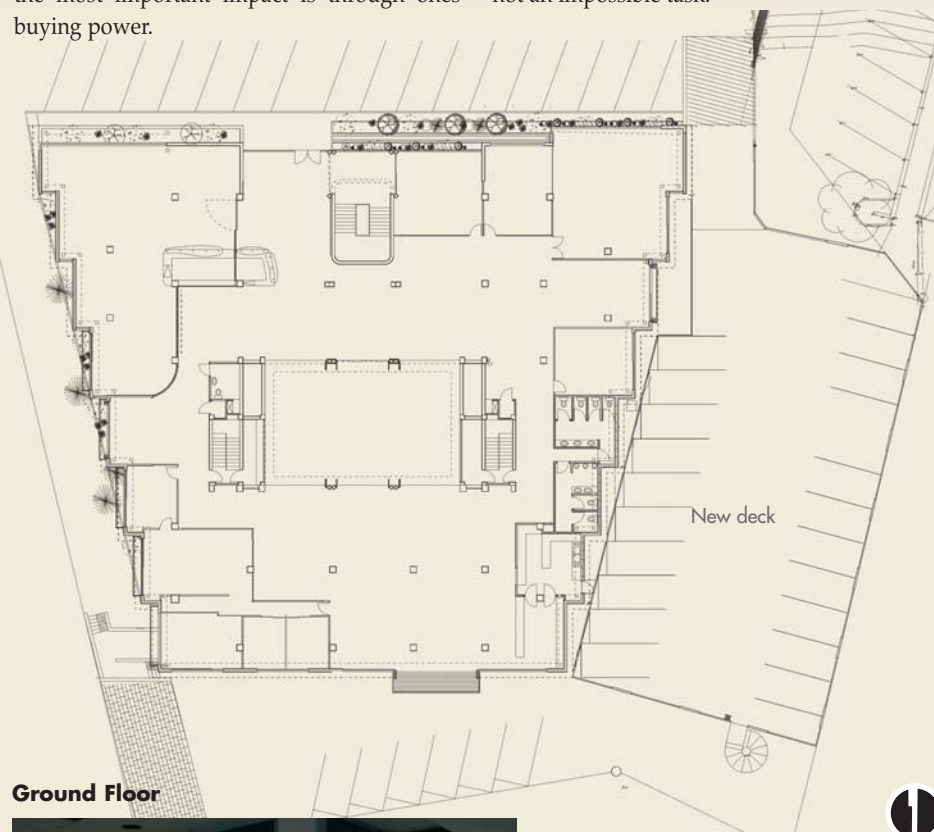 the most important impact is through ones
buying power.
not an impossible task.
New deck
Ground Floor